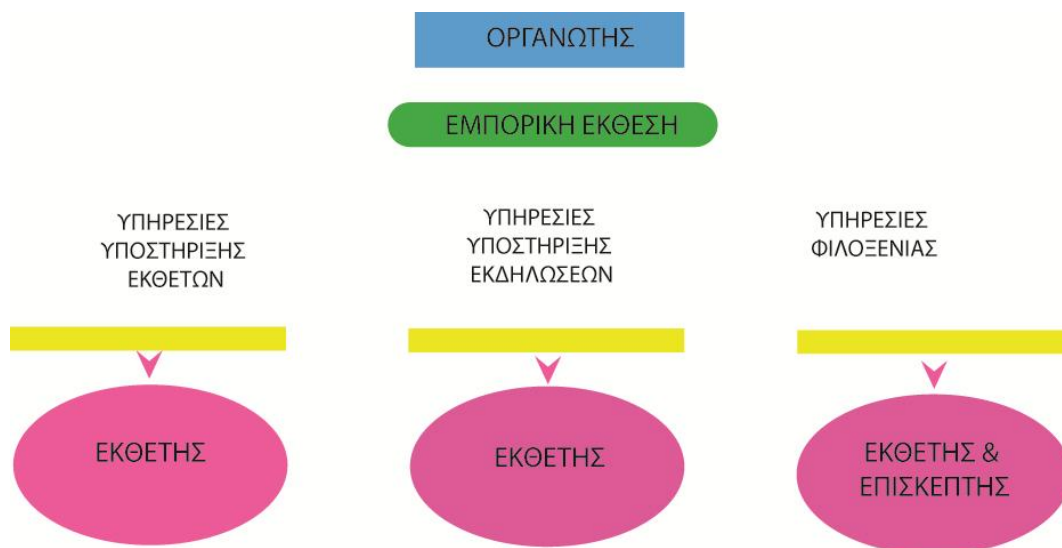 ΟΡΓΑΝΩΤΗΣ
ΕΜΠΟΡΙΚΗ ΕΚΘΕΣΗ
ΥΠΗΡΕΣΙΕΣ
ΥΠΟΣΤΗΡΙΞΗΣ
ΕΚΘΕΤΩΝ
ΥΠΗΡΕΣΙΕΣ
ΥΠΟΣΤΗΡΙΞΗΣ
ΕΚΔΗΛΩΣΕΩΝ
ΥΠΗΡΕΣΙΕΣ
ΦΙΛΟΞΕΝΙΑΣ
ΕΚΘΕΤΗΣ
ΕΚΘΕΤΗΣ
ΕΚΘΕΤΗΣ &
ΕΠΙΣΚΕΠΤΗΣ